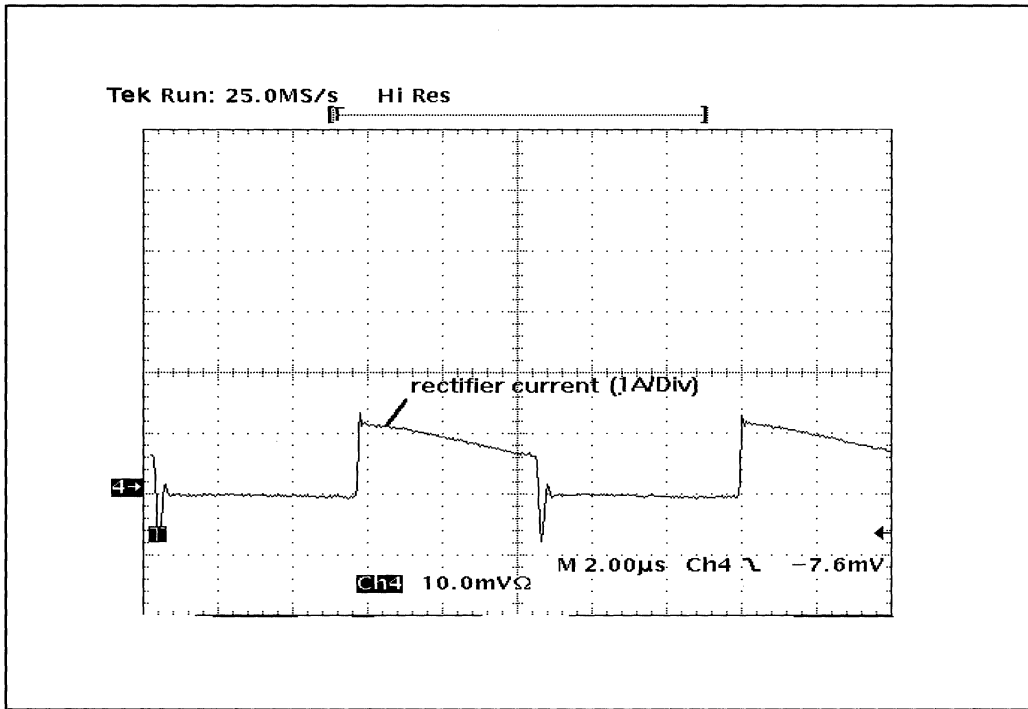 Tek Run: 25.0MS/s Hi Res
[T ]
rectifier current (.1A/Div)
4→
T
M 2.00µs Ch4 ↘ −7.6mV
Ch4 10.0mVΩ